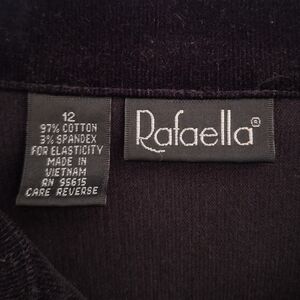 12
97% COTTON
3% SPANDEX
FOR ELASTICITY
MADE IN
VIETNAM
RN 95615
CARE REVERSE
Rafaella®